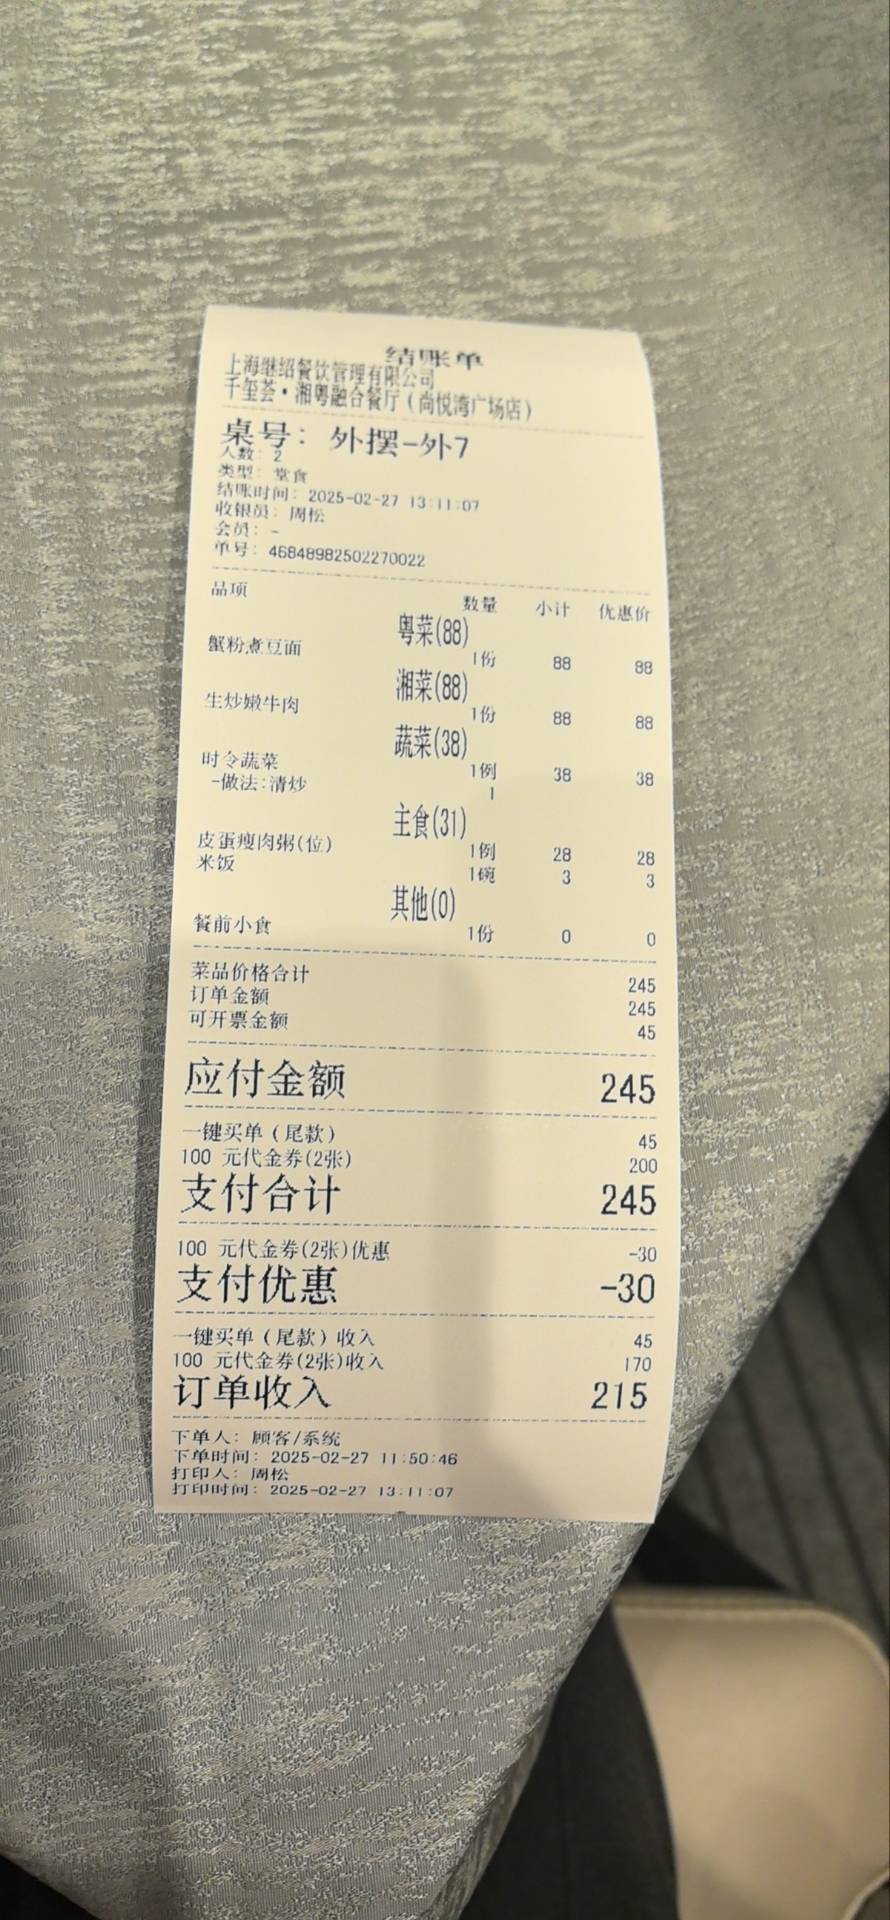 结账单
上海继绍餐饮管理有限公司
千玺荟·湘粤融合餐厅(尚悦湾广场店)
桌号: 外摆-外7
人数: 2
类型: 堂食
结账时间: 2025-02-27 13:11:07
收银员: 周松
会员: -
单号: 46848982502270022
品项 数量 小计 优惠价
粤菜(88)
蟹粉煮豆面 1份 88 88
湘菜(88)
生炒嫩牛肉 1份 88 88
蔬菜(38)
时令蔬菜 1例 38 38
-做法:清炒 1
主食(31)
皮蛋瘦肉粥(位) 1例 28 28
米饭 1碗 3 3
其他(0)
餐前小食 1份 0 0
菜品价格合计 245
订单金额 245
可开票金额 45
应付金额 245
一键买单(尾款) 45
100 元代金券(2张) 200
支付合计 245
100 元代金券(2张)优惠 -30
支付优惠 -30
一键买单(尾款)收入 45
100 元代金券(2张)收入 170
订单收入 215
下单人: 顾客/系统
下单时间: 2025-02-27 11:50:46
打印人: 周松
打印时间: 2025-02-27 13:11:07